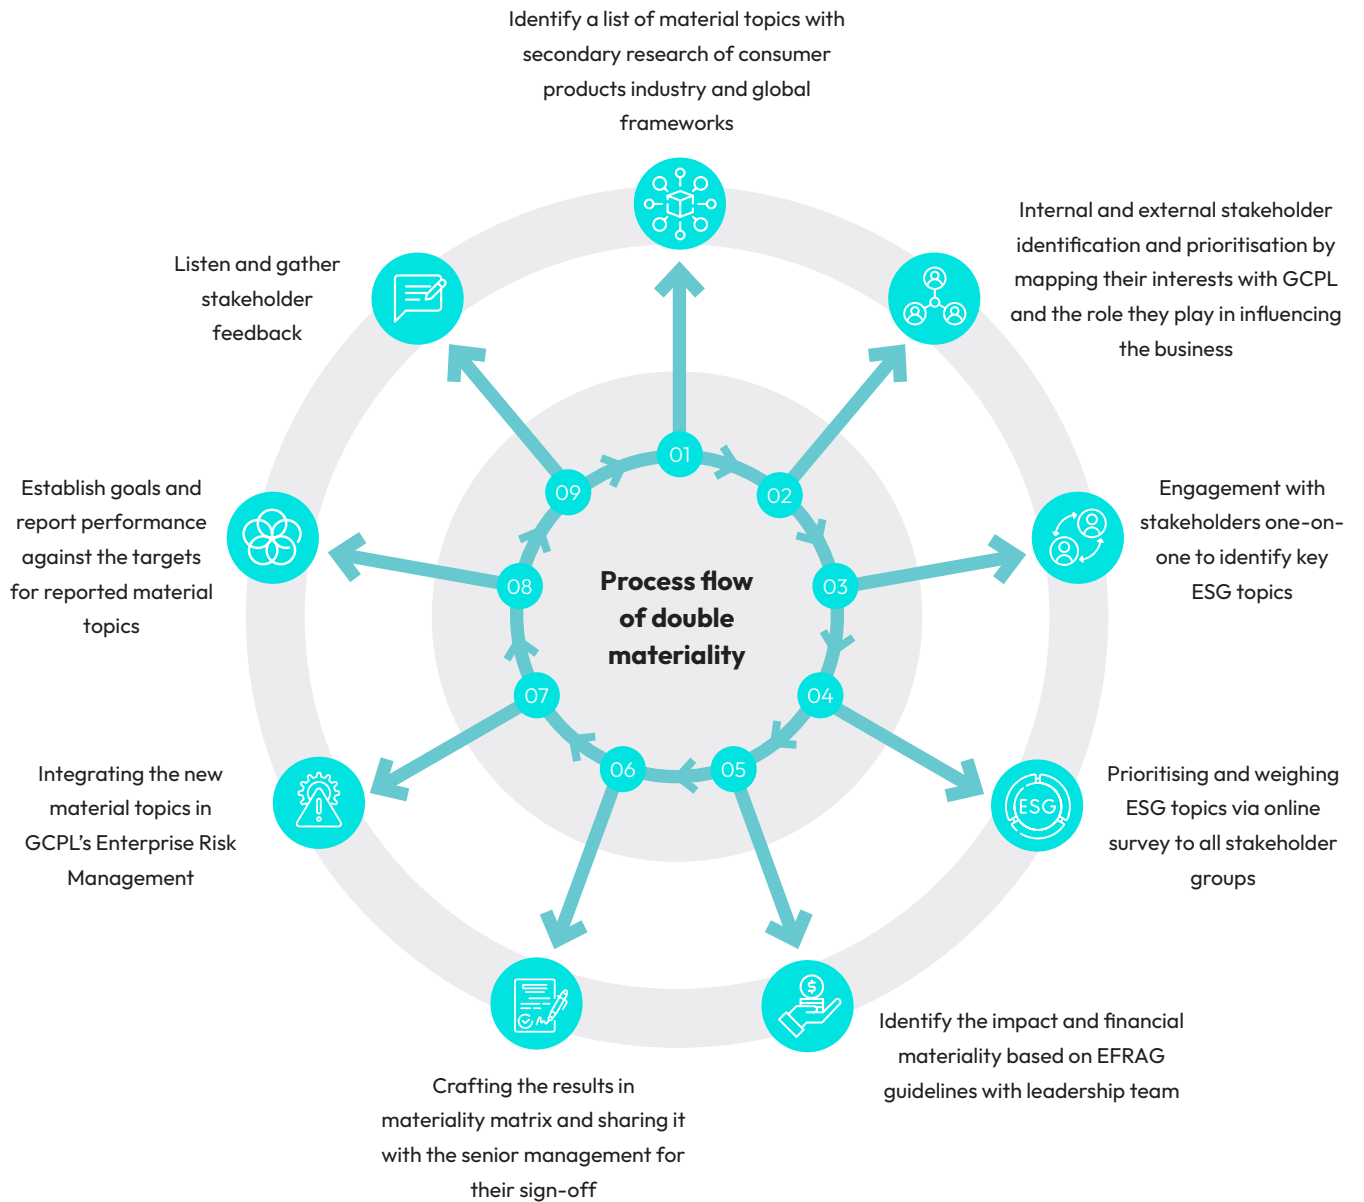 Identify a list of material topics with
secondary research of consumer
products industry and global
frameworks
Internal and external stakeholder
identification and prioritisation by
mapping their interests with GCPL
and the role they play in influencing
the business
Engagement with
stakeholders one-on-
one to identify key
ESG topics
Prioritising and weighing
ESG topics via online
survey to all stakeholder
groups
Identify the impact and financial
materiality based on EFRAG
guidelines with leadership team
Crafting the results in
materiality matrix and sharing it
with the senior management for
their sign-off
Integrating the new
material topics in
GCPL’s Enterprise Risk
Management
Establish goals and
report performance
against the targets
for reported material
topics
Listen and gather
stakeholder
feedback
01
02
03
04
05
06
07
08
09
Process flow
of double
materiality
ESG
$